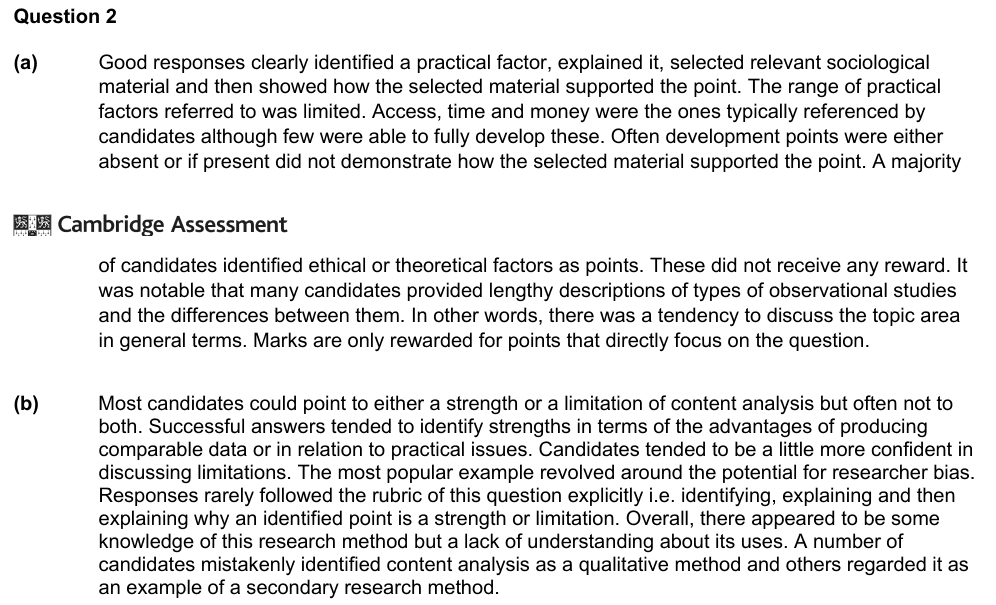 Question 2
(a) Good responses clearly identified a practical factor, explained it, selected relevant sociological
material and then showed how the selected material supported the point. The range of practical
factors referred to was limited. Access, time and money were the ones typically referenced by
candidates although few were able to fully develop these. Often development points were either
absent or if present did not demonstrate how the selected material supported the point. A majority
Cambridge Assessment
of candidates identified ethical or theoretical factors as points. These did not receive any reward. It
was notable that many candidates provided lengthy descriptions of types of observational studies
and the differences between them. In other words, there was a tendency to discuss the topic area
in general terms. Marks are only rewarded for points that directly focus on the question.
(b) Most candidates could point to either a strength or a limitation of content analysis but often not to
both. Successful answers tended to identify strengths in terms of the advantages of producing
comparable data or in relation to practical issues. Candidates tended to be a little more confident in
discussing limitations. The most popular example revolved around the potential for researcher bias.
Responses rarely followed the rubric of this question explicitly i.e. identifying, explaining and then
explaining why an identified point is a strength or limitation. Overall, there appeared to be some
knowledge of this research method but a lack of understanding about its uses. A number of
candidates mistakenly identified content analysis as a qualitative method and others regarded it as
an example of a secondary research method.